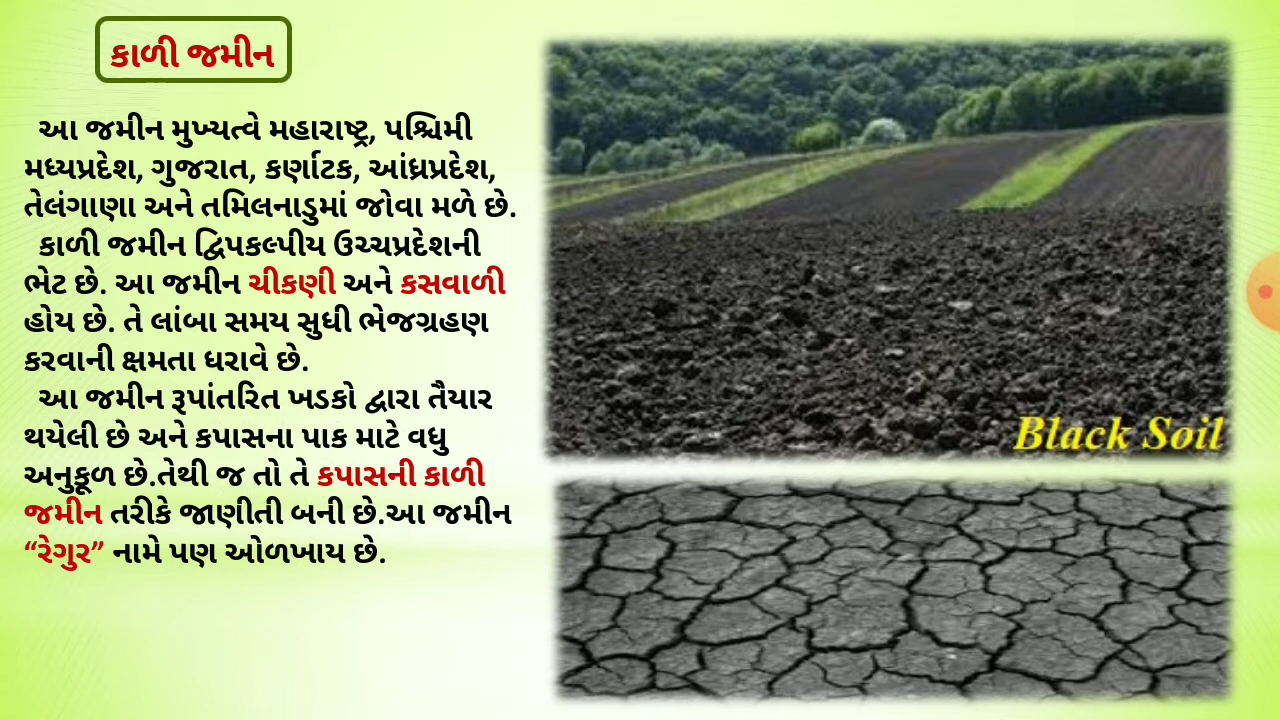 કાળી જમીન
આ જમીન મુખ્યત્વે મહારાષ્ટ્ર, પશ્ચિમી
મધ્યપ્રદેશ, ગુજરાત, કર્ણાટક, આંધ્રપ્રદેશ,
તેલંગાણા અને તમિલનાડુમાં જોવા મળે છે.
કાળી જમીન દ્વિપકલ્પીય ઉચ્ચપ્રદેશની
ભેટ છે. આ જમીન ચીકણી અને કસવાળી
હોય છે. તે લાંબા સમય સુધી ભેજગ્રહણ
કરવાની ક્ષમતા ધરાવે છે.
આ જમીન રૂપાંતરિત ખડકો દ્વારા તૈયાર
થયેલી છે અને કપાસના પાક માટે વધુ
અનુકૂળ છે.તેથી જ તો તે કપાસની કાળી
જમીન તરીકે જાણીતી બની છે.આ જમીન
“રેગુર” નામે પણ ઓળખાય છે.
Black Soil